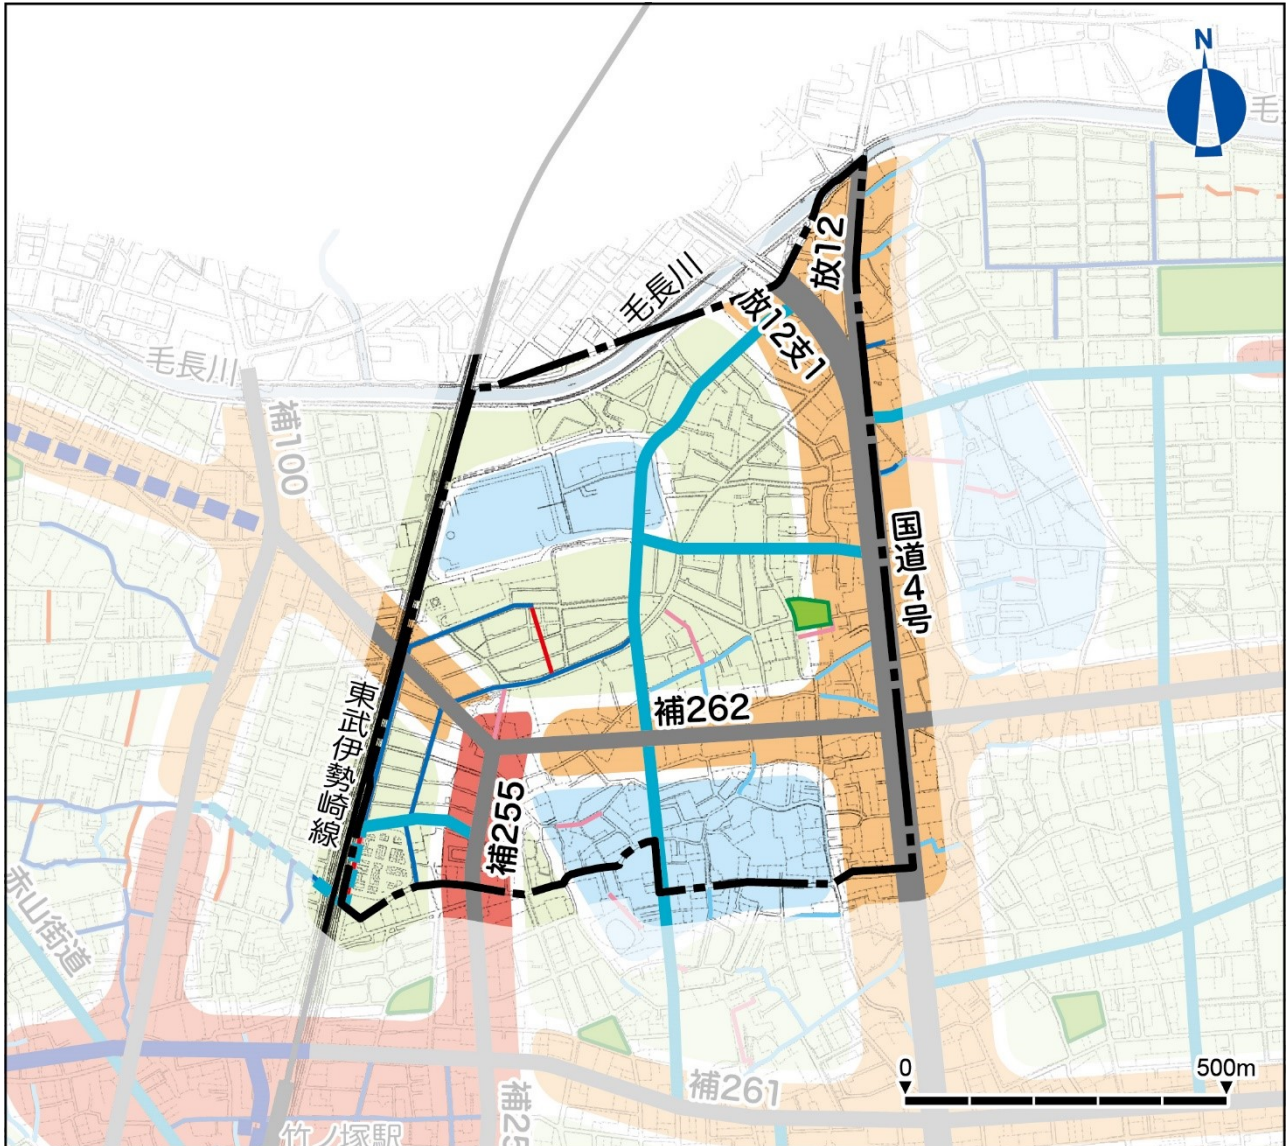 N
毛
放12
毛長川
放12支1
毛長川
補100
国道4号
東武伊勢崎線
補262
補255
赤山街道
0 500m
補261
補25
竹ノ塚駅